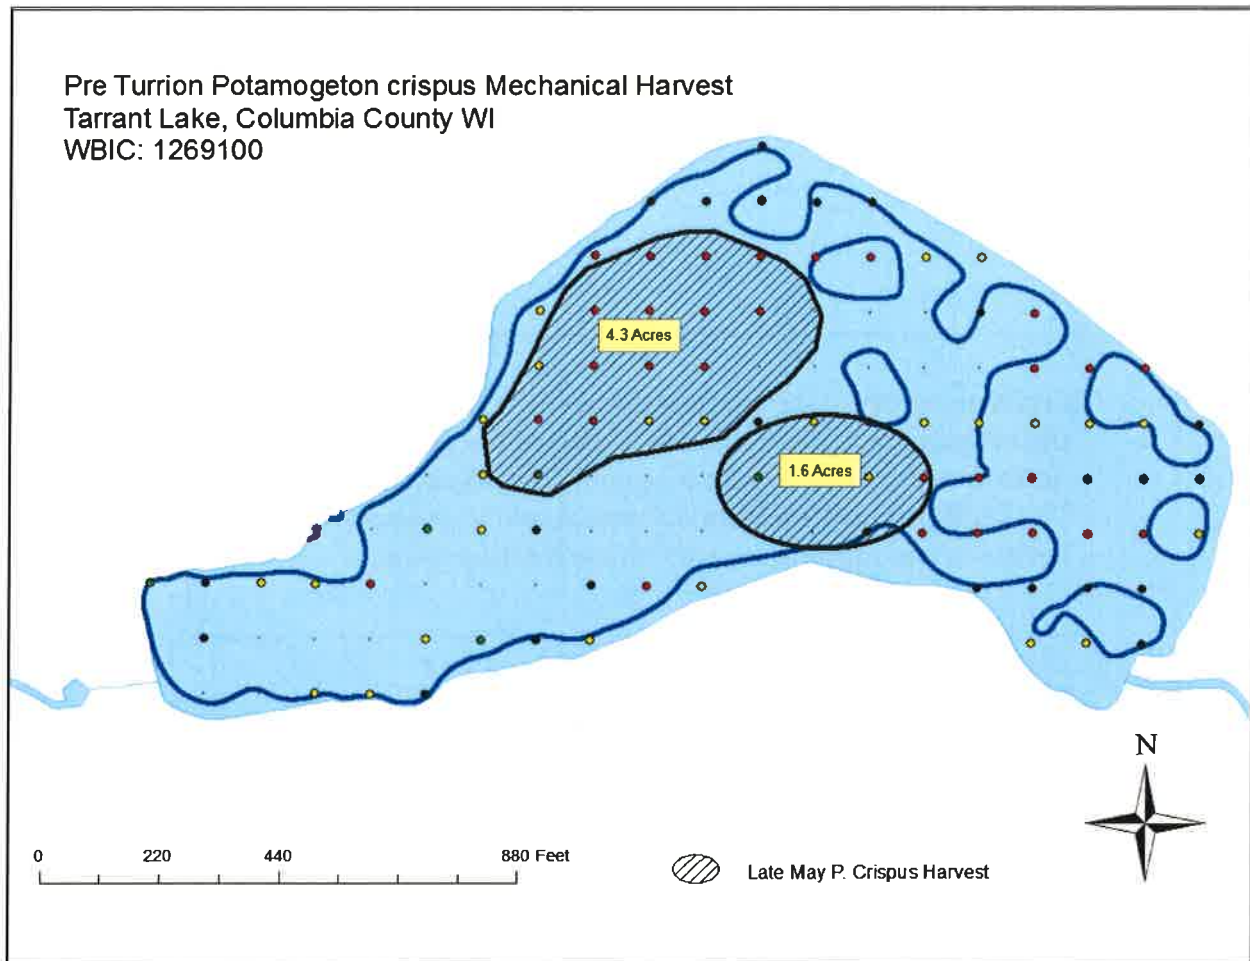 Pre Turrion Potamogeton crispus Mechanical Harvest
Tarrant Lake, Columbia County WI
WBIC: 1269100
4.3 Acres
1.6 Acres
N
0 220 440 880 Feet
Late May P. Crispus Harvest